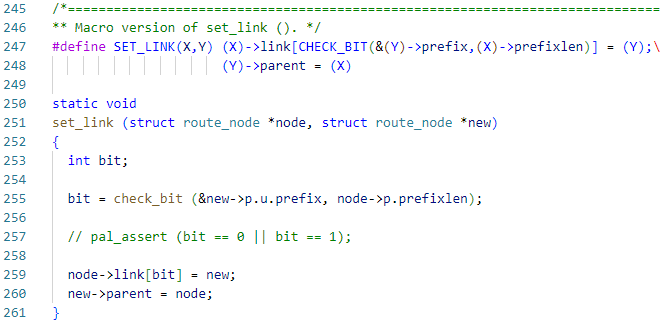 245 /*==========================================================================
246 ** Macro version of set_link (). */
247 #define SET_LINK(X,Y) (X)->link[CHECK_BIT(&(Y)->prefix,(X)->prefixlen)] = (Y);\
248                       (Y)->parent = (X)
249
250 static void
251 set_link (struct route_node *node, struct route_node *new)
252 {
253   int bit;
254
255   bit = check_bit (&new->p.u.prefix, node->p.prefixlen);
256
257   // pal_assert (bit == 0 || bit == 1);
258
259   node->link[bit] = new;
260   new->parent = node;
261 }